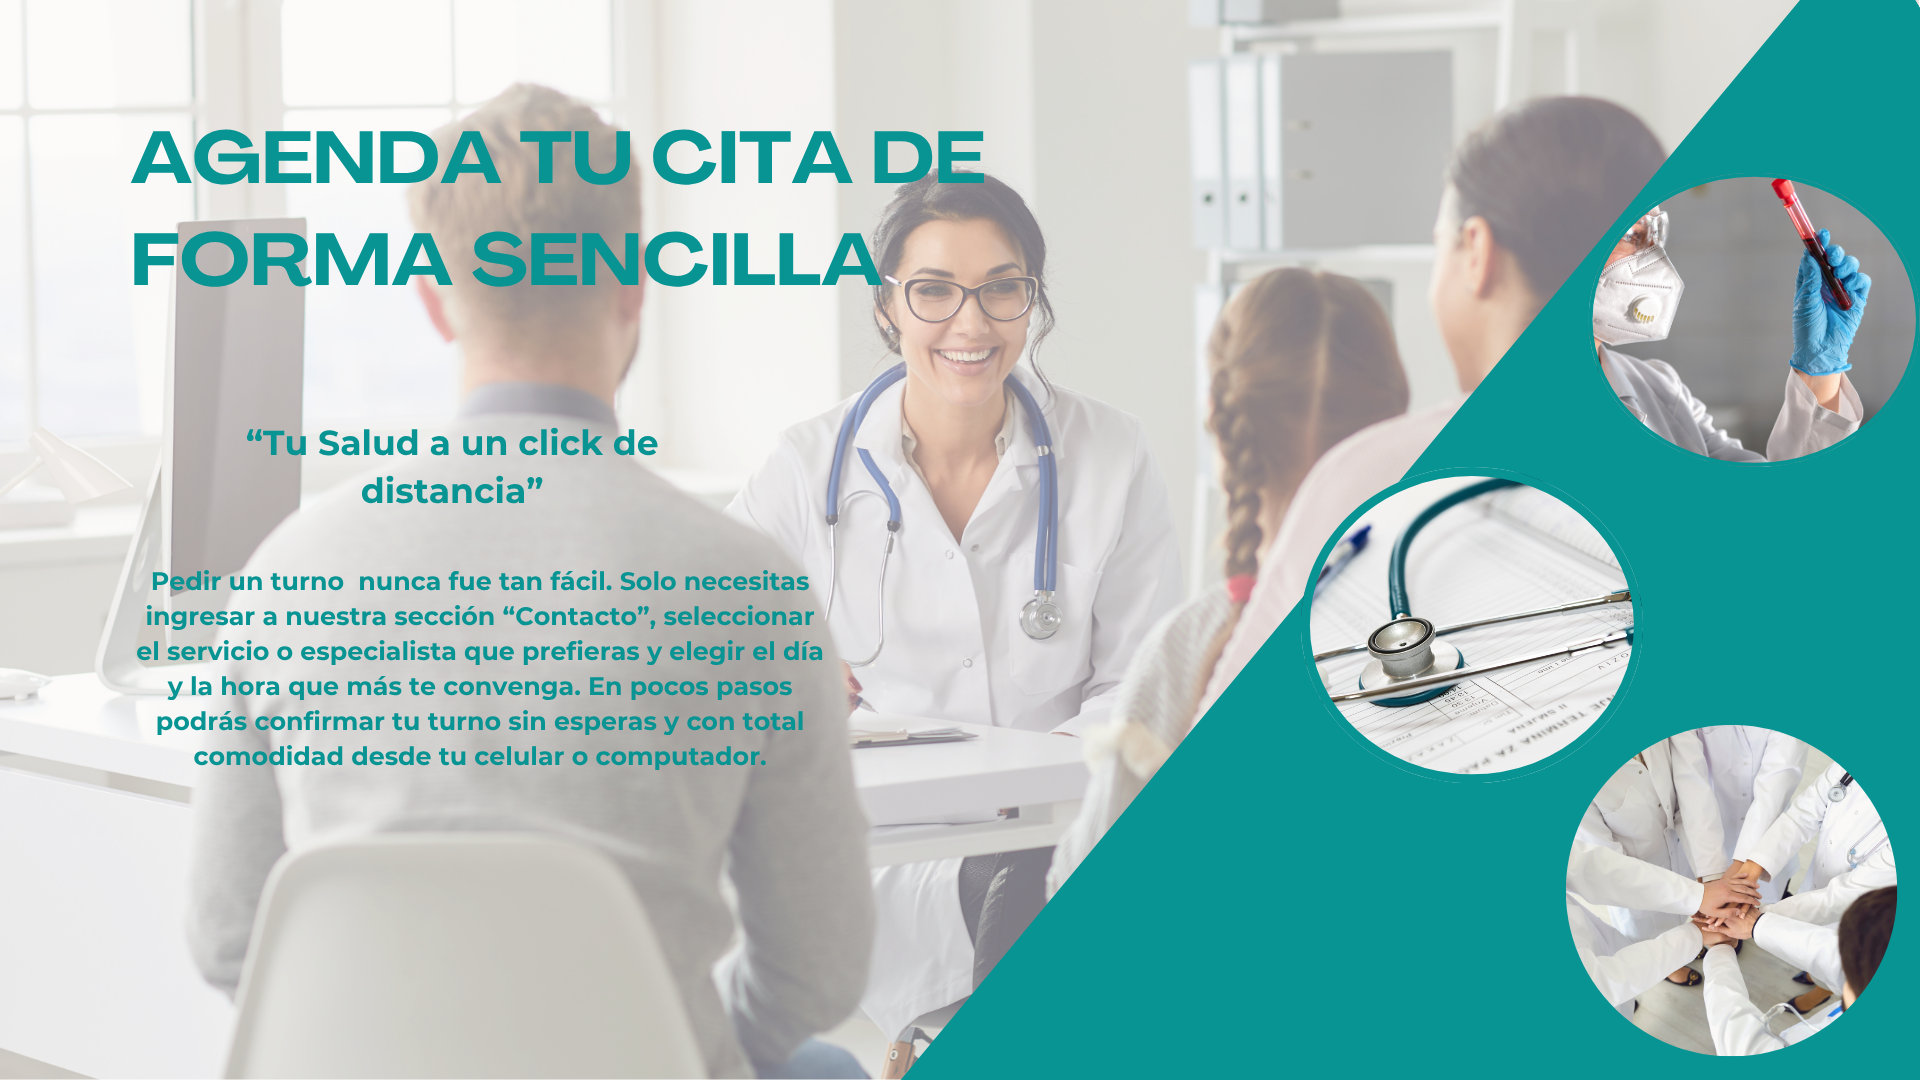 AGENDA TU CITA DE
FORMA SENCILLA
“Tu Salud a un click de
distancia”
Pedir un turno  nunca fue tan fácil. Solo necesitas
ingresar a nuestra sección “Contacto”, seleccionar
el servicio o especialista que prefieras y elegir el día
y la hora que más te convenga. En pocos pasos
podrás confirmar tu turno sin esperas y con total
comodidad desde tu celular o computador.